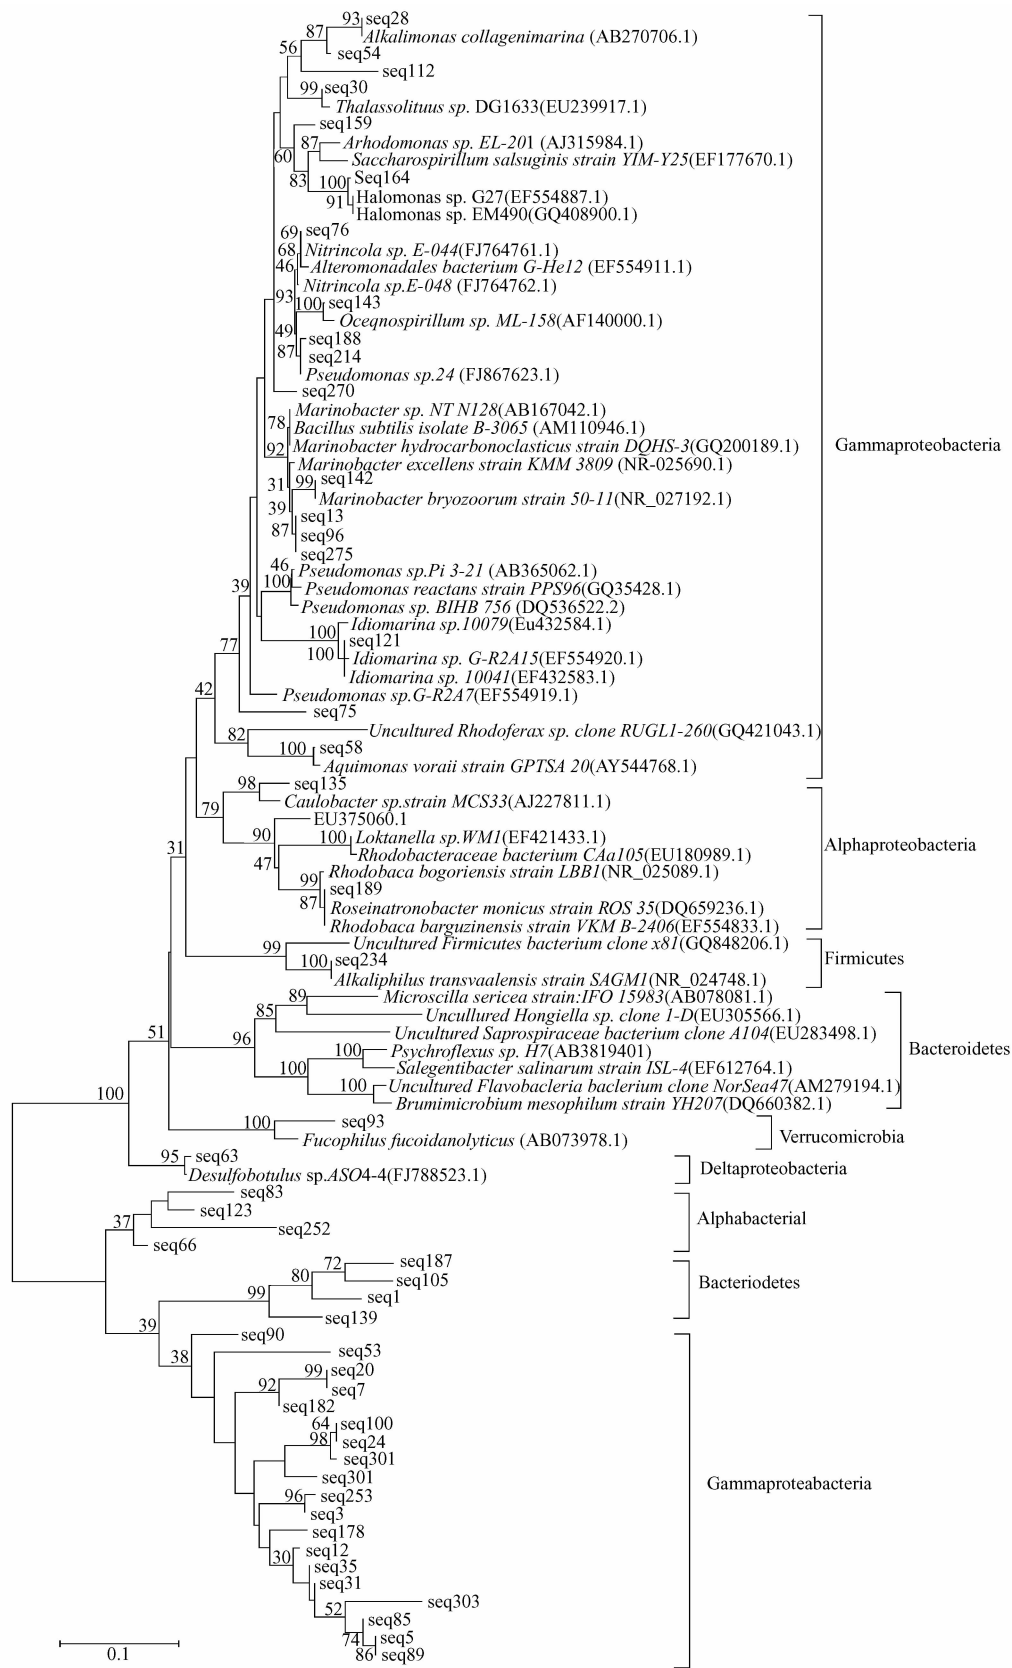 93 seq28
87 Alkalimonas collagenimarina (AB270706.1)
56 seq54
seq112
99 seq30
Thalassolituus sp. DG1633(EU239917.1)
seq159
87 Arhodomonas sp. EL-201 (AJ315984.1)
60 Saccharospirillum salsuginis strain YIM-Y25(EF177670.1)
83 100 Seq164
91 Halomonas sp. G27(EF554887.1)
Halomonas sp. EM490(GQ408900.1)
69 seq76
68 Nitrincola sp. E-044(FJ764761.1)
46 Alteromonadales bacterium G-He12 (EF554911.1)
Nitrincola sp.E-048 (FJ764762.1)
93 100 seq143
Oceqnospirillum sp. ML-158(AF140000.1)
49 seq188
87 seq214
Pseudomonas sp.24 (FJ867623.1)
seq270
Marinobacter sp. NT N128(AB167042.1)
78 Bacillus subtilis isolate B-3065 (AM110946.1)
92 Marinobacter hydrocarbonoclasticus strain DQHS-3(GQ200189.1)
Gammaproteobacteria
Marinobacter excellens strain KMM 3809 (NR-025690.1)
31 99 seq142
Marinobacter bryozoorum strain 50-11(NR_027192.1)
39 seq13
87 seq96
seq275
46 Pseudomonas sp.Pi 3-21 (AB365062.1)
39 100 Pseudomonas reactans strain PPS96(GQ35428.1)
Pseudomonas sp. BIHB 756 (DQ536522.2)
Idiomarina sp.10079(Eu432584.1)
100 seq121
77 100 Idiomarina sp. G-R2A15(EF554920.1)
Idiomarina sp. 10041(EF432583.1)
42 Pseudomonas sp.G-R2A7(EF554919.1)
seq75
82 Uncultured Rhodoferax sp. clone RUGL1-260(GQ421043.1)
100 seq58
Aquimonas voraii strain GPTSA 20(AY544768.1)
98 seq135
Caulobacter sp.strain MCS33(AJ227811.1)
79 EU375060.1
90 100 Loktanella sp.WM1(EF421433.1)
Alphaproteobacteria
31 Rhodobacteraceae bacterium CAa105(EU180989.1)
47 Rhodobaca bogoriensis strain LBB1(NR_025089.1)
99 seq189
87 Roseinatronobacter monicus strain ROS 35(DQ659236.1)
Rhodobaca barguzinensis strain VKM B-2406(EF554833.1)
99 Uncultured Firmicutes bacterium clone x81(GQ848206.1)
100 seq234
Firmicutes
Alkaliphilus transvaalensis strain SAGM1(NR_024748.1)
89 Microscilla sericea strain:IFO 15983(AB078081.1)
85 Uncullured Hongiella sp. clone 1-D(EU305566.1)
51 96 Uncultured Saprospiraceae bacterium clone A104(EU283498.1)
100 Psychroflexus sp. H7(AB3819401)
Bacteroidetes
100 Salegentibacter salinarum strain ISL-4(EF612764.1)
100 Uncultured Flavobacleria baclerium clone NorSea47(AM279194.1)
100 Brumimicrobium mesophilum strain YH207(DQ660382.1)
100 seq93
Verrucomicrobia
Fucophilus fucoidanolyticus (AB073978.1)
95 seq63
Deltaproteobacteria
Desulfobotulus sp.ASO4-4(FJ788523.1)
seq83
seq123
Alphabacterial
37 seq252
seq66
72 seq187
80 seq105
Bacteriodetes
99 seq1
seq139
39 seq90
38 seq53
99 seq20
92 seq7
seq182
64 seq100
98 seq24
seq301
seq301
Gammaproteabacteria
96 seq253
seq3
seq178
30 seq12
seq35
seq31
52 seq303
seq85
74 seq5
86 seq89
0.1